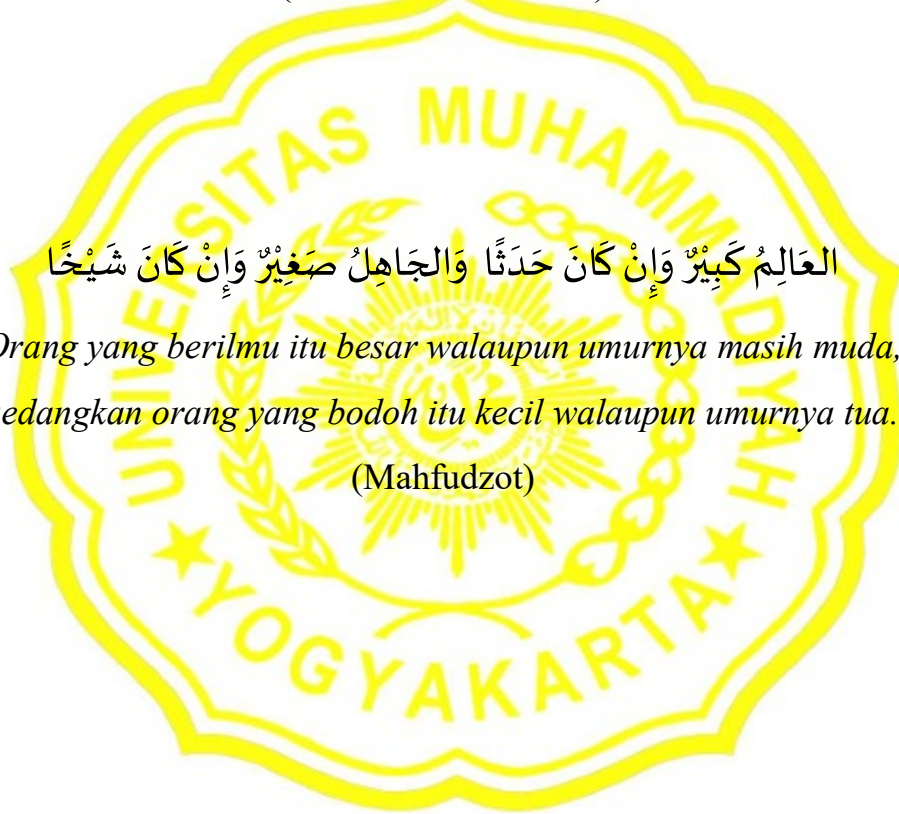 UNIVERSITAS MUHAMMADIYAH
العَالِمُ كَبِيْرٌ وَإِنْ كَانَ حَدَثًا وَالجَاهِلُ صَغِيْرٌ وَإِنْ كَانَ شَيْخًا
Orang yang berilmu itu besar walaupun umurnya masih muda,
edangkan orang yang bodoh itu kecil walaupun umurnya tua.
(Mahfudzot)
YOGYAKARTA